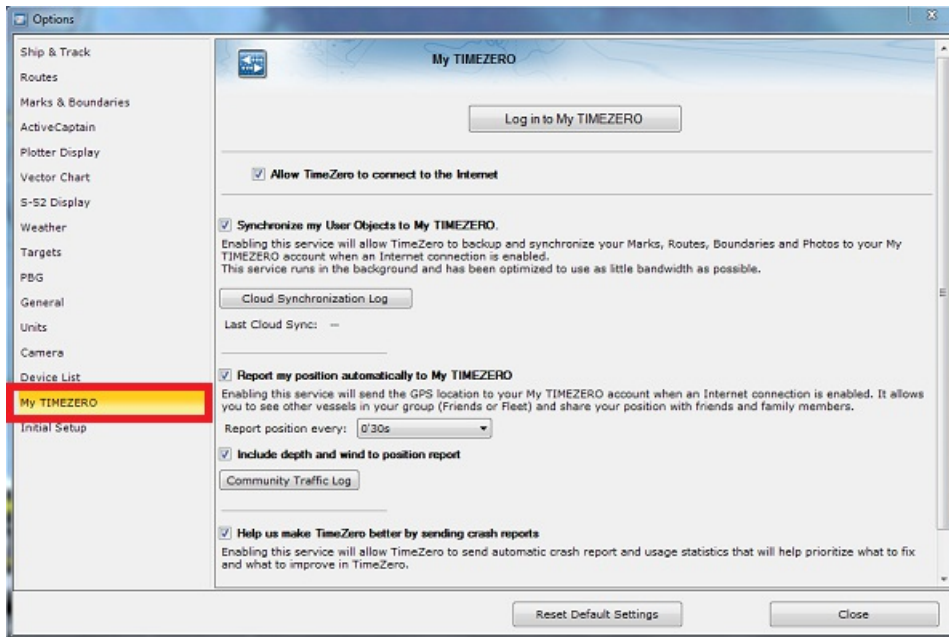 Options
Ship & Track
Routes
Marks & Boundaries
ActiveCaptain
Plotter Display
Vector Chart
S-52 Display
Weather
Targets
PBG
General
Units
Camera
Device List
My TIMEZERO
Initial Setup
My TIMEZERO
Log in to My TIMEZERO
Allow TimeZero to connect to the Internet
Synchronize my User Objects to My TIMEZERO.
Enabling this service will allow TimeZero to backup and synchronize your Marks, Routes, Boundaries and Photos to your My
TIMEZERO account when an Internet connection is enabled.
This service runs in the background and has been optimized to use as little bandwidth as possible.
Cloud Synchronization Log
Last Cloud Sync: --
Report my position automatically to My TIMEZERO
Enabling this service will send the GPS location to your My TIMEZERO account when an Internet connection is enabled. It allows
you to see other vessels in your group (Friends or Fleet) and share your position with friends and family members.
Report position every: 0'30s
Include depth and wind to position report
Community Traffic Log
Help us make TimeZero better by sending crash reports
Enabling this service will allow TimeZero to send automatic crash report and usage statistics that will help prioritize what to fix
and what to improve in TimeZero.
Reset Default Settings
Close